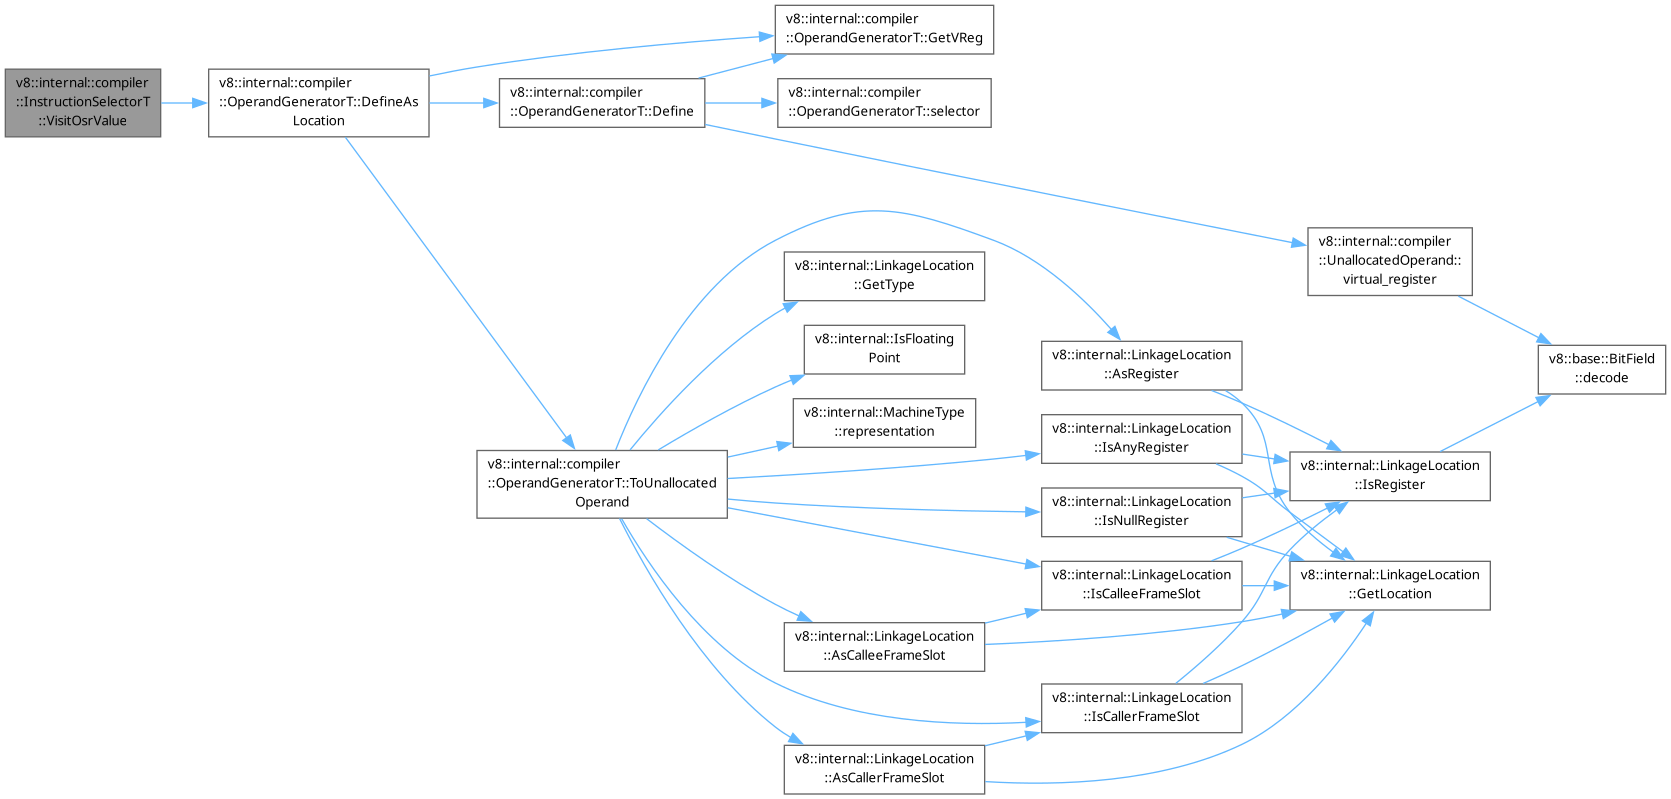 v8::internal::compiler
::InstructionSelectorT
::VisitOsrValue
v8::internal::compiler
::OperandGeneratorT::DefineAs
Location
v8::internal::compiler
::OperandGeneratorT::GetVReg
v8::internal::compiler
::OperandGeneratorT::Define
v8::internal::compiler
::OperandGeneratorT::selector
v8::internal::compiler
::UnallocatedOperand::
virtual_register
v8::base::BitField
::decode
v8::internal::compiler
::OperandGeneratorT::ToUnallocated
Operand
v8::internal::LinkageLocation
::GetType
v8::internal::IsFloating
Point
v8::internal::MachineType
::representation
v8::internal::LinkageLocation
::AsRegister
v8::internal::LinkageLocation
::IsAnyRegister
v8::internal::LinkageLocation
::IsNullRegister
v8::internal::LinkageLocation
::IsCalleeFrameSlot
v8::internal::LinkageLocation
::AsCalleeFrameSlot
v8::internal::LinkageLocation
::IsCallerFrameSlot
v8::internal::LinkageLocation
::AsCallerFrameSlot
v8::internal::LinkageLocation
::IsRegister
v8::internal::LinkageLocation
::GetLocation